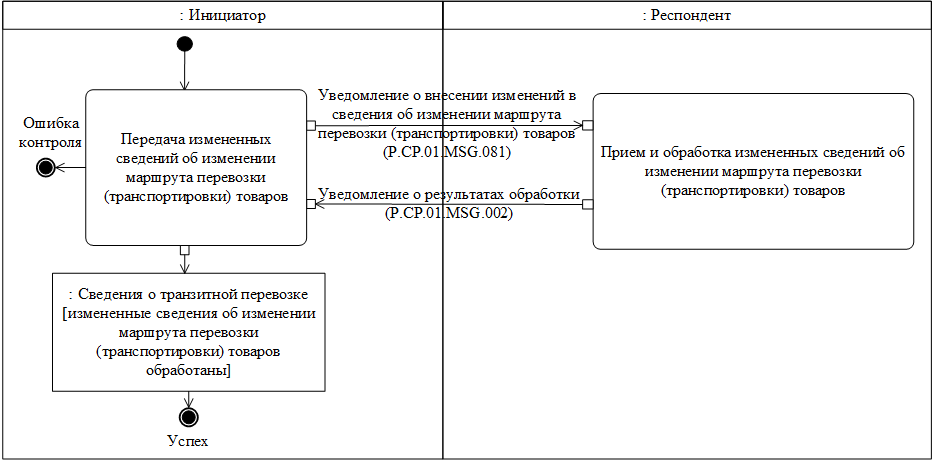 : Инициатор
: Респондент
Ошибка
контроля
Передача измененных
сведений об изменении
маршрута перевозки
(транспортировки) товаров
Уведомление о внесении изменений в
сведения об изменении маршрута
перевозки (транспортировки) товаров
(P.CP.01.MSG.081)
Прием и обработка измененных сведений об
изменении маршрута перевозки
(транспортировки) товаров
Уведомление о результатах обработки
(P.CP.01.MSG.002)
: Сведения о транзитной перевозке
[измененные сведения об изменении
маршрута перевозки
(транспортировки) товаров
обработаны]
Успех